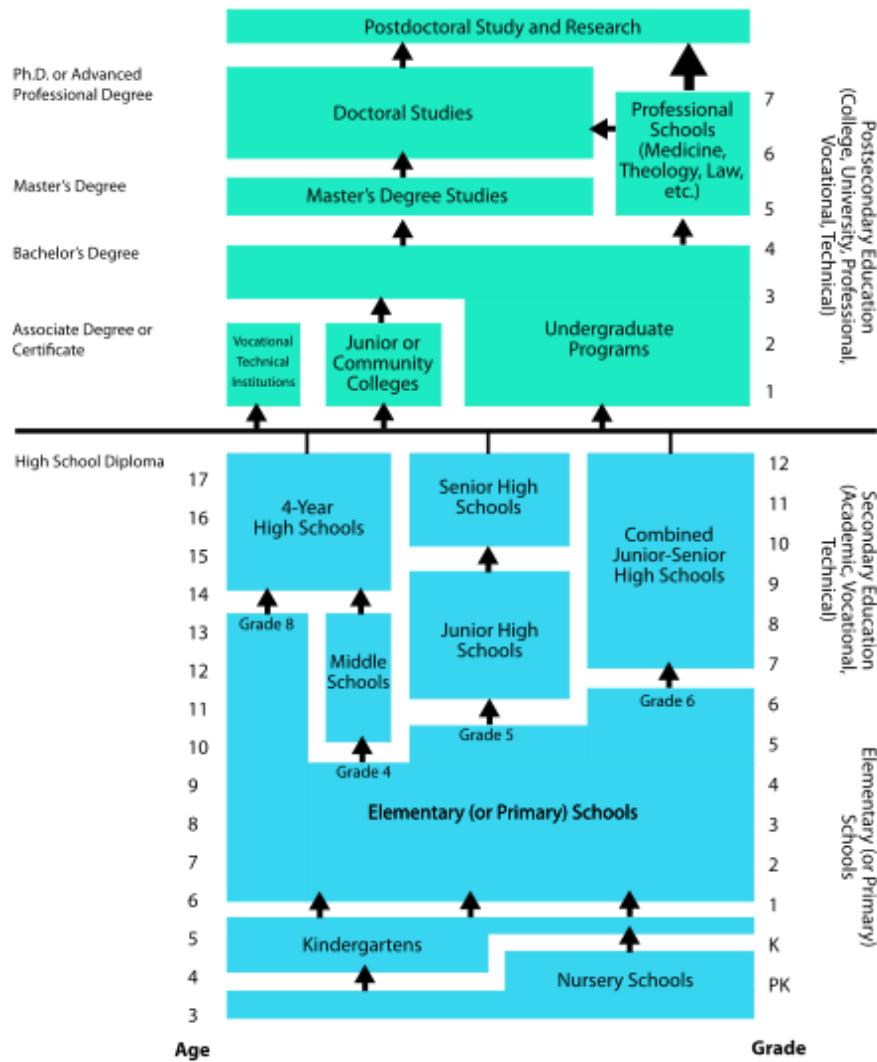 Postdoctoral Study and Research
Ph.D. or Advanced
Professional Degree
Doctoral Studies
Professional
Schools
(Medicine,
Theology, Law,
etc.)
7
6
5
Master's Degree
Master's Degree Studies
Bachelor's Degree
4
3
Associate Degree or
Certificate
Vocational
Technical
Institutions
Junior or
Community
Colleges
Undergraduate
Programs
2
1
Postsecondary Education
(College, University, Professional,
Vocational, Technical)
High School Diploma
17
16
15
14
13
12
11
10
9
8
7
6
5
4
3
Age
4-Year
High Schools
Senior High
Schools
Combined
Junior-Senior
High Schools
Grade 8
Middle
Schools
Junior High
Schools
Grade 4
Grade 5
Grade 6
Elementary (or Primary) Schools
Kindergartens
Nursery Schools
12
11
10
9
8
7
6
5
4
3
2
1
K
PK
Grade
Secondary Education
(Academic, Vocational,
Technical)
Elementary (or Primary)
Schools